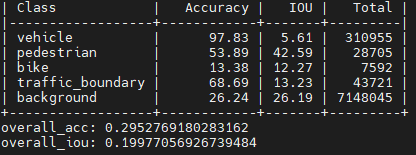 | Class | Accuracy | IOU | Total |
+------------------+----------+-------+---------+
| vehicle | 97.83 | 5.61 | 310955 |
| pedestrian | 53.89 | 42.59 | 28705 |
| bike | 13.38 | 12.27 | 7592 |
| traffic_boundary | 68.69 | 13.23 | 43721 |
| background | 26.24 | 26.19 | 7148045 |
+------------------+----------+-------+---------+
overall_acc: 0.2952769180283162
overall_iou: 0.19977056926739484